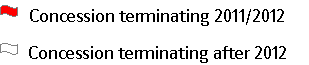 Concession terminating 2011/2012
Concession terminating after 2012